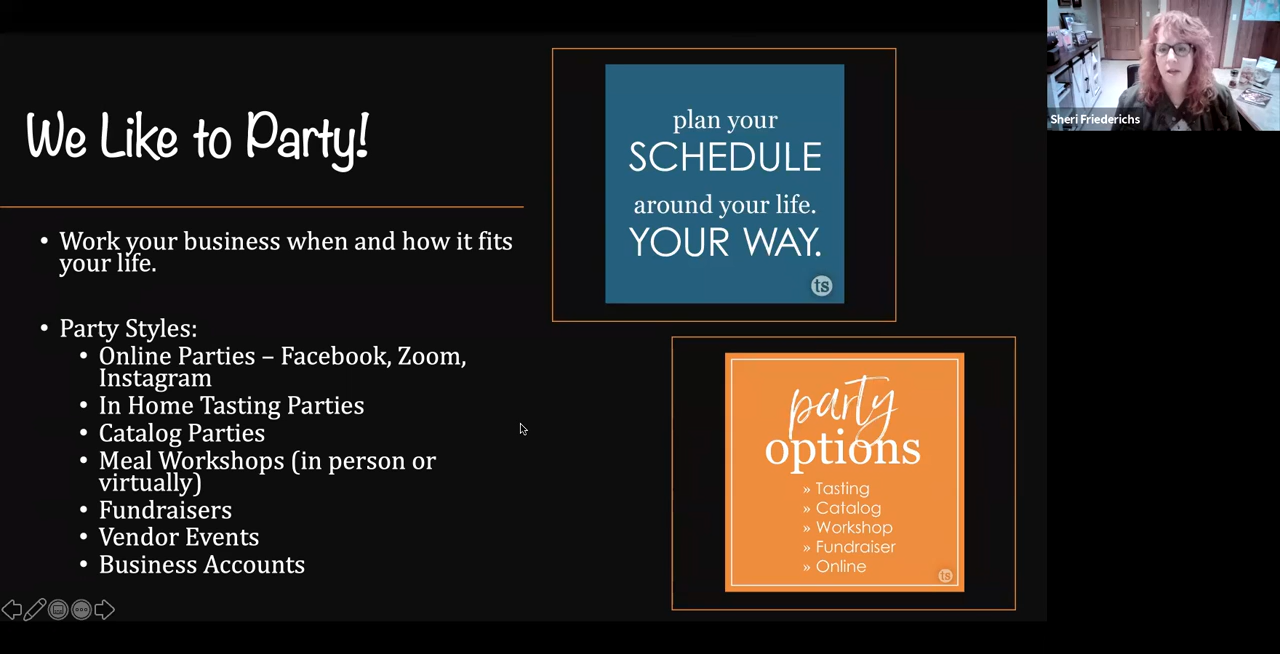 We Like to Party!
• Work your business when and how it fits
your life.
• Party Styles:
• Online Parties – Facebook, Zoom,
Instagram
• In Home Tasting Parties
• Catalog Parties
• Meal Workshops (in person or
virtually)
• Fundraisers
• Vendor Events
• Business Accounts
plan your
SCHEDULE
around your life.
YOUR WAY.
ts
party
options
» Tasting
» Catalog
» Workshop
» Fundraiser
» Online
ts
Sheri Friederichs